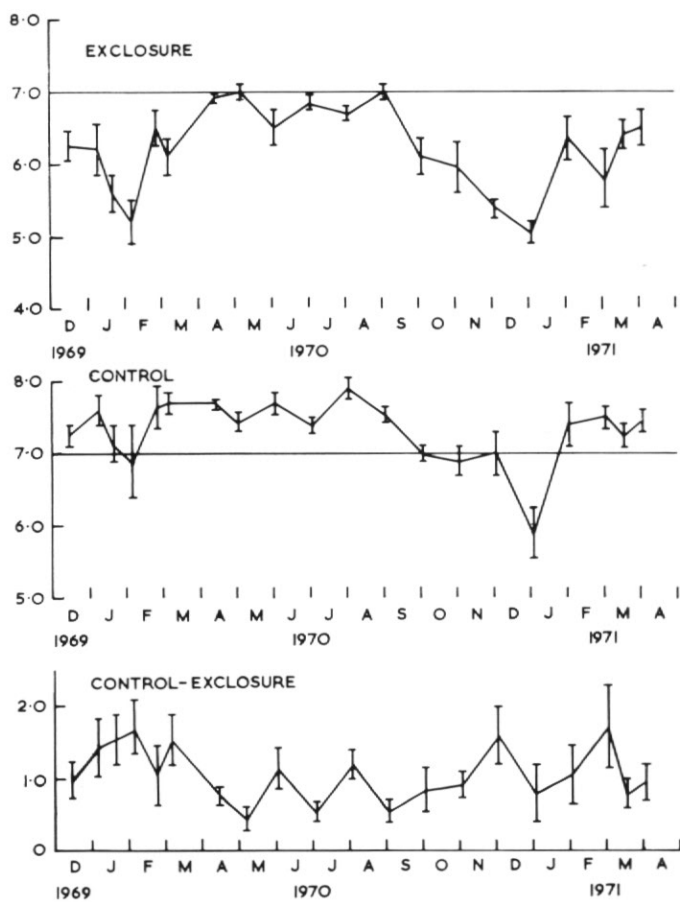 8·0
EXCLOSURE
7·0
6·0
5·0
4·0
D J F M A M J J A S O N D J F M A
1969 1970 1971
8·0 CONTROL
7·0
6·0
5·0
D J F M A M J J A S O N D J F M A
1969 1970 1971
CONTROL-EXCLOSURE
2·0
1·0
0
D J F M A M J J A S O N D J F M A
1969 1970 1971